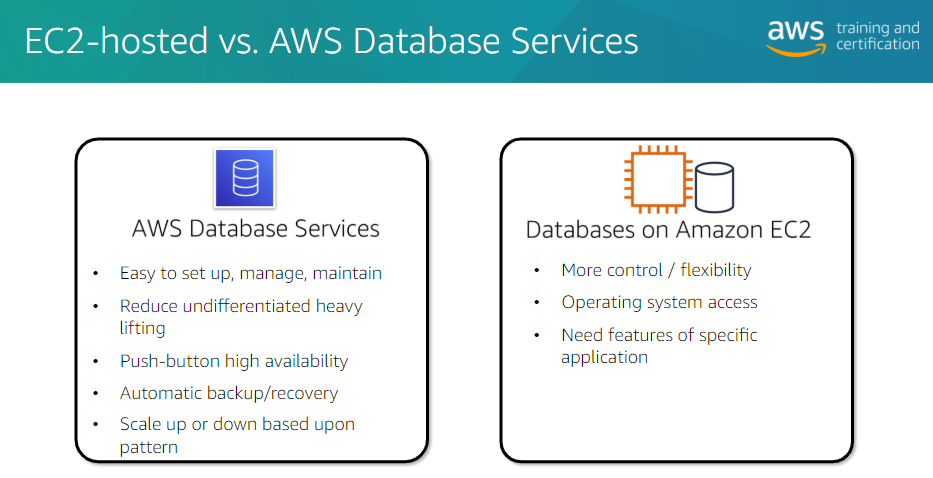 EC2-hosted vs. AWS Database Services
aws training and
certification
AWS Database Services
• Easy to set up, manage, maintain
• Reduce undifferentiated heavy
lifting
• Push-button high availability
• Automatic backup/recovery
• Scale up or down based upon
pattern
Databases on Amazon EC2
• More control / flexibility
• Operating system access
• Need features of specific
application